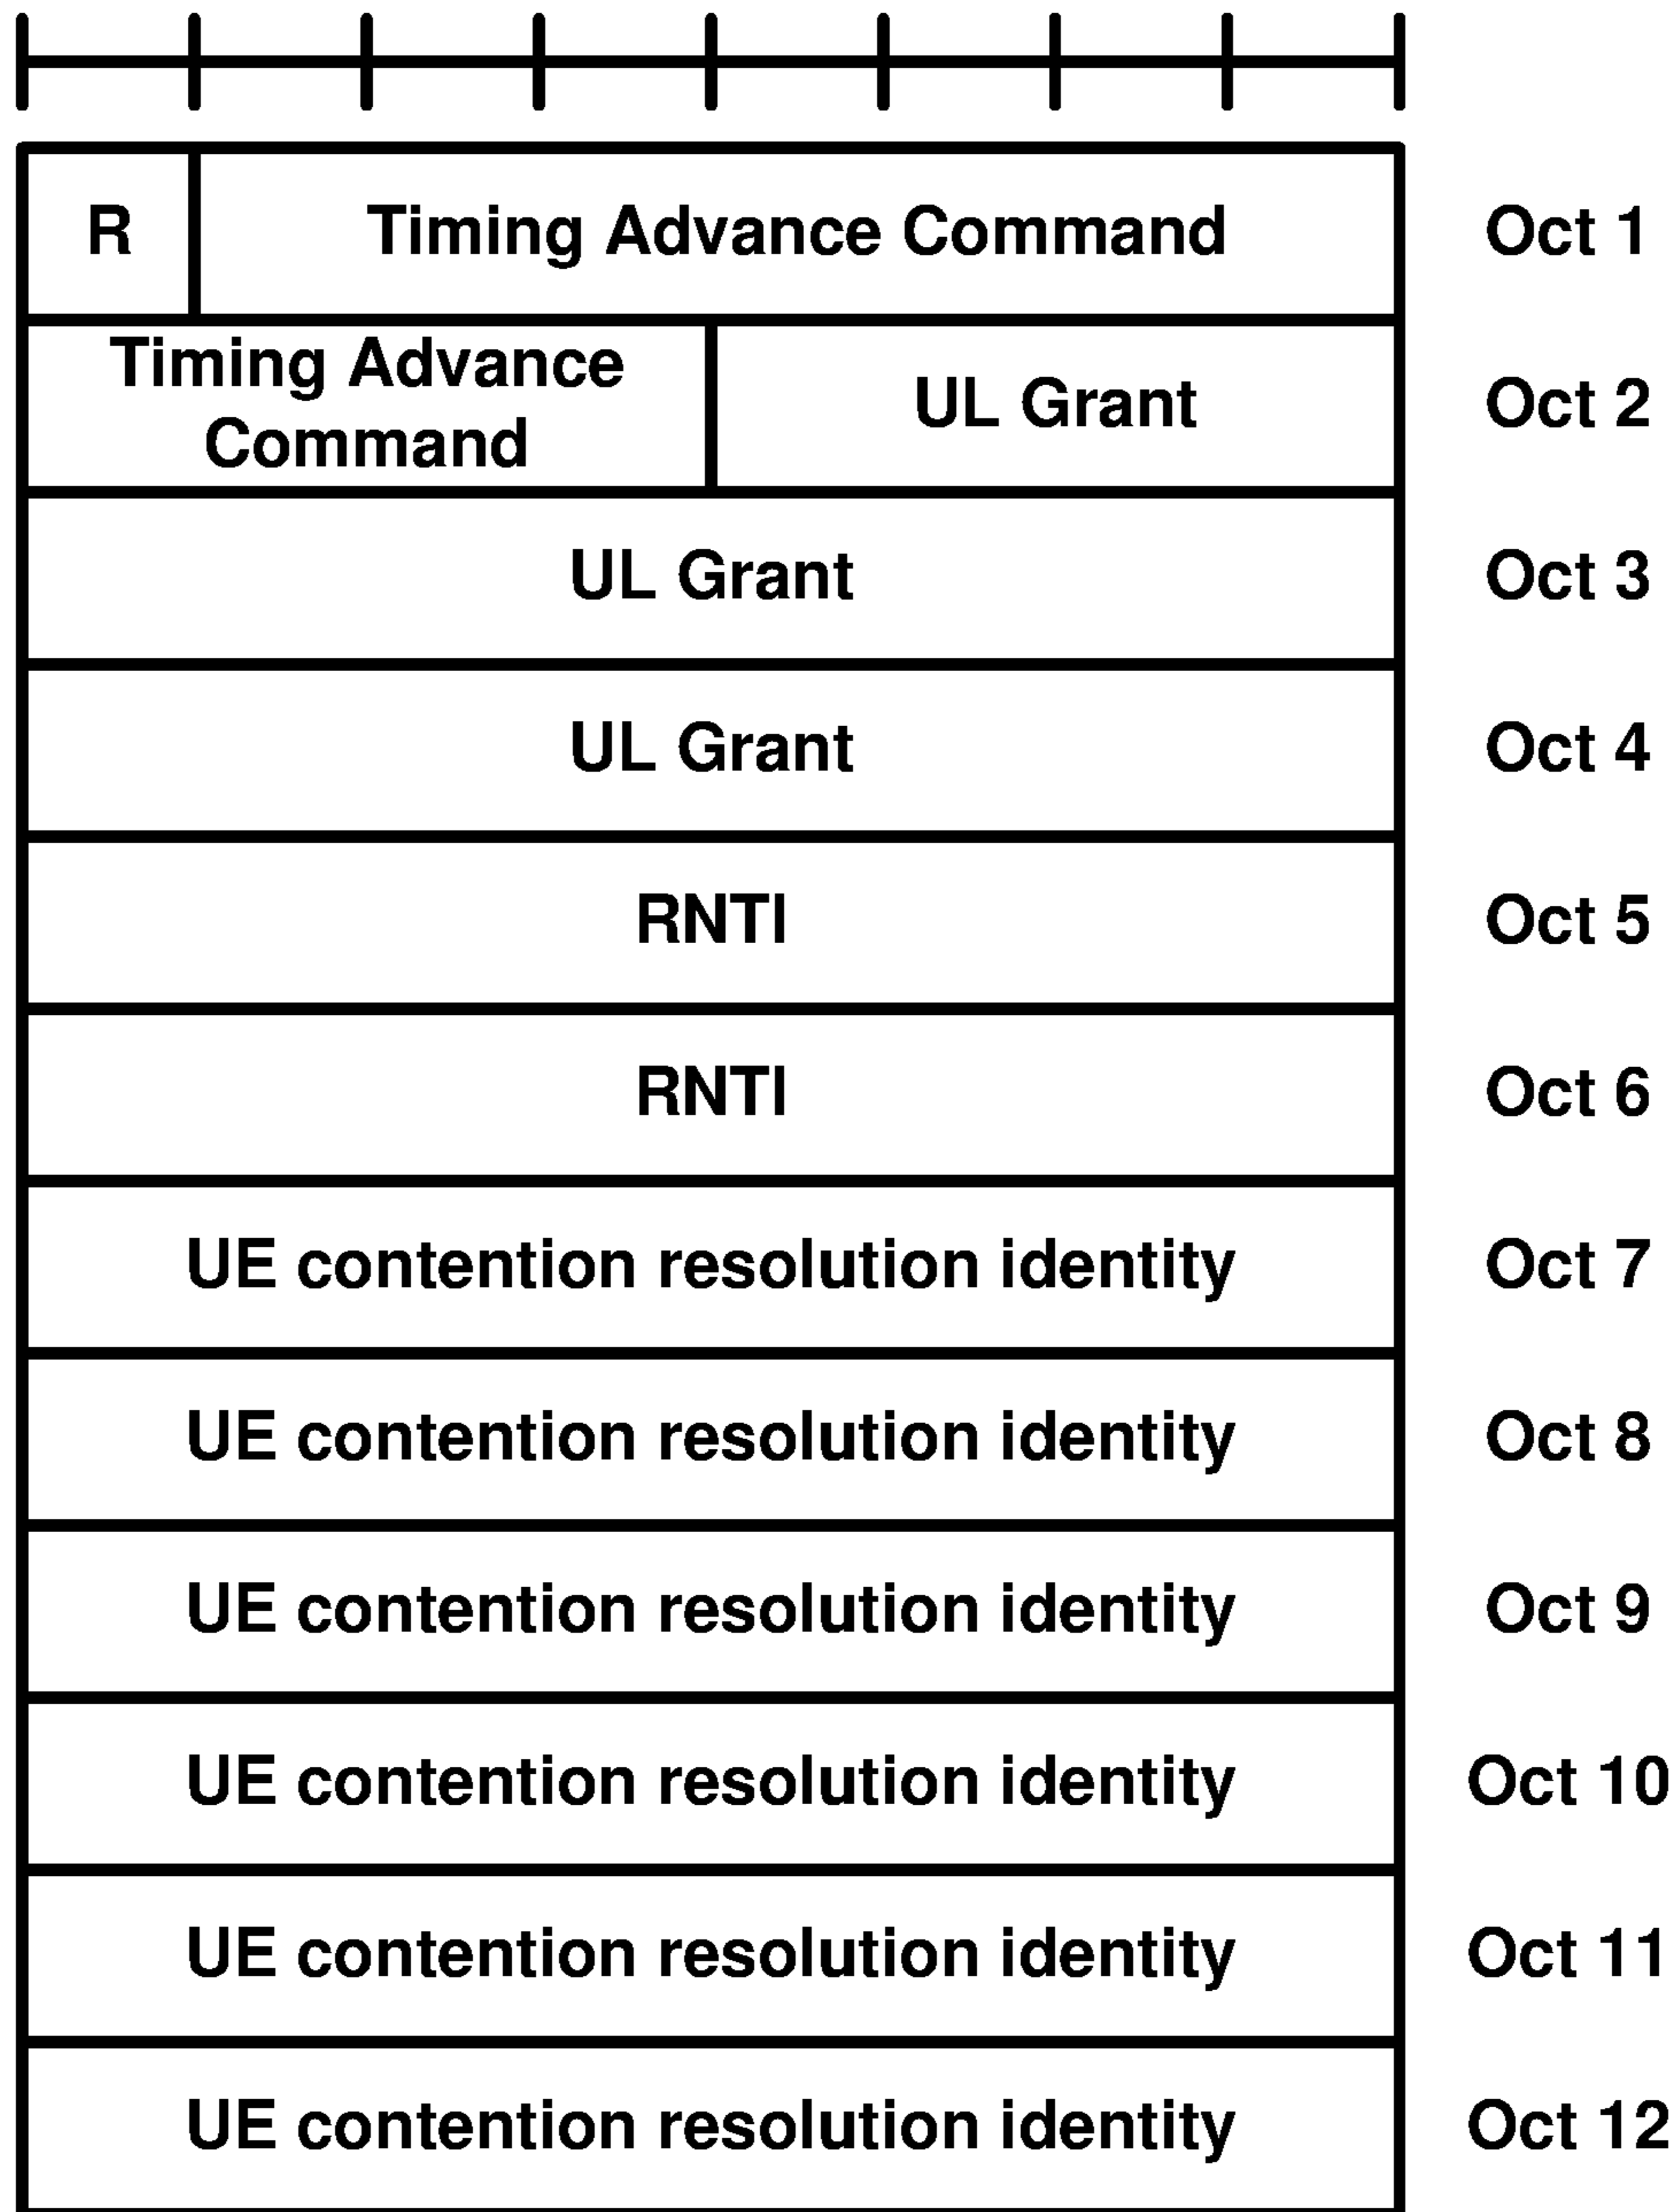 R Timing Advance Command Oct 1
Timing Advance
Command UL Grant Oct 2
UL Grant Oct 3
UL Grant Oct 4
RNTI Oct 5
RNTI Oct 6
UE contention resolution identity Oct 7
UE contention resolution identity Oct 8
UE contention resolution identity Oct 9
UE contention resolution identity Oct 10
UE contention resolution identity Oct 11
UE contention resolution identity Oct 12